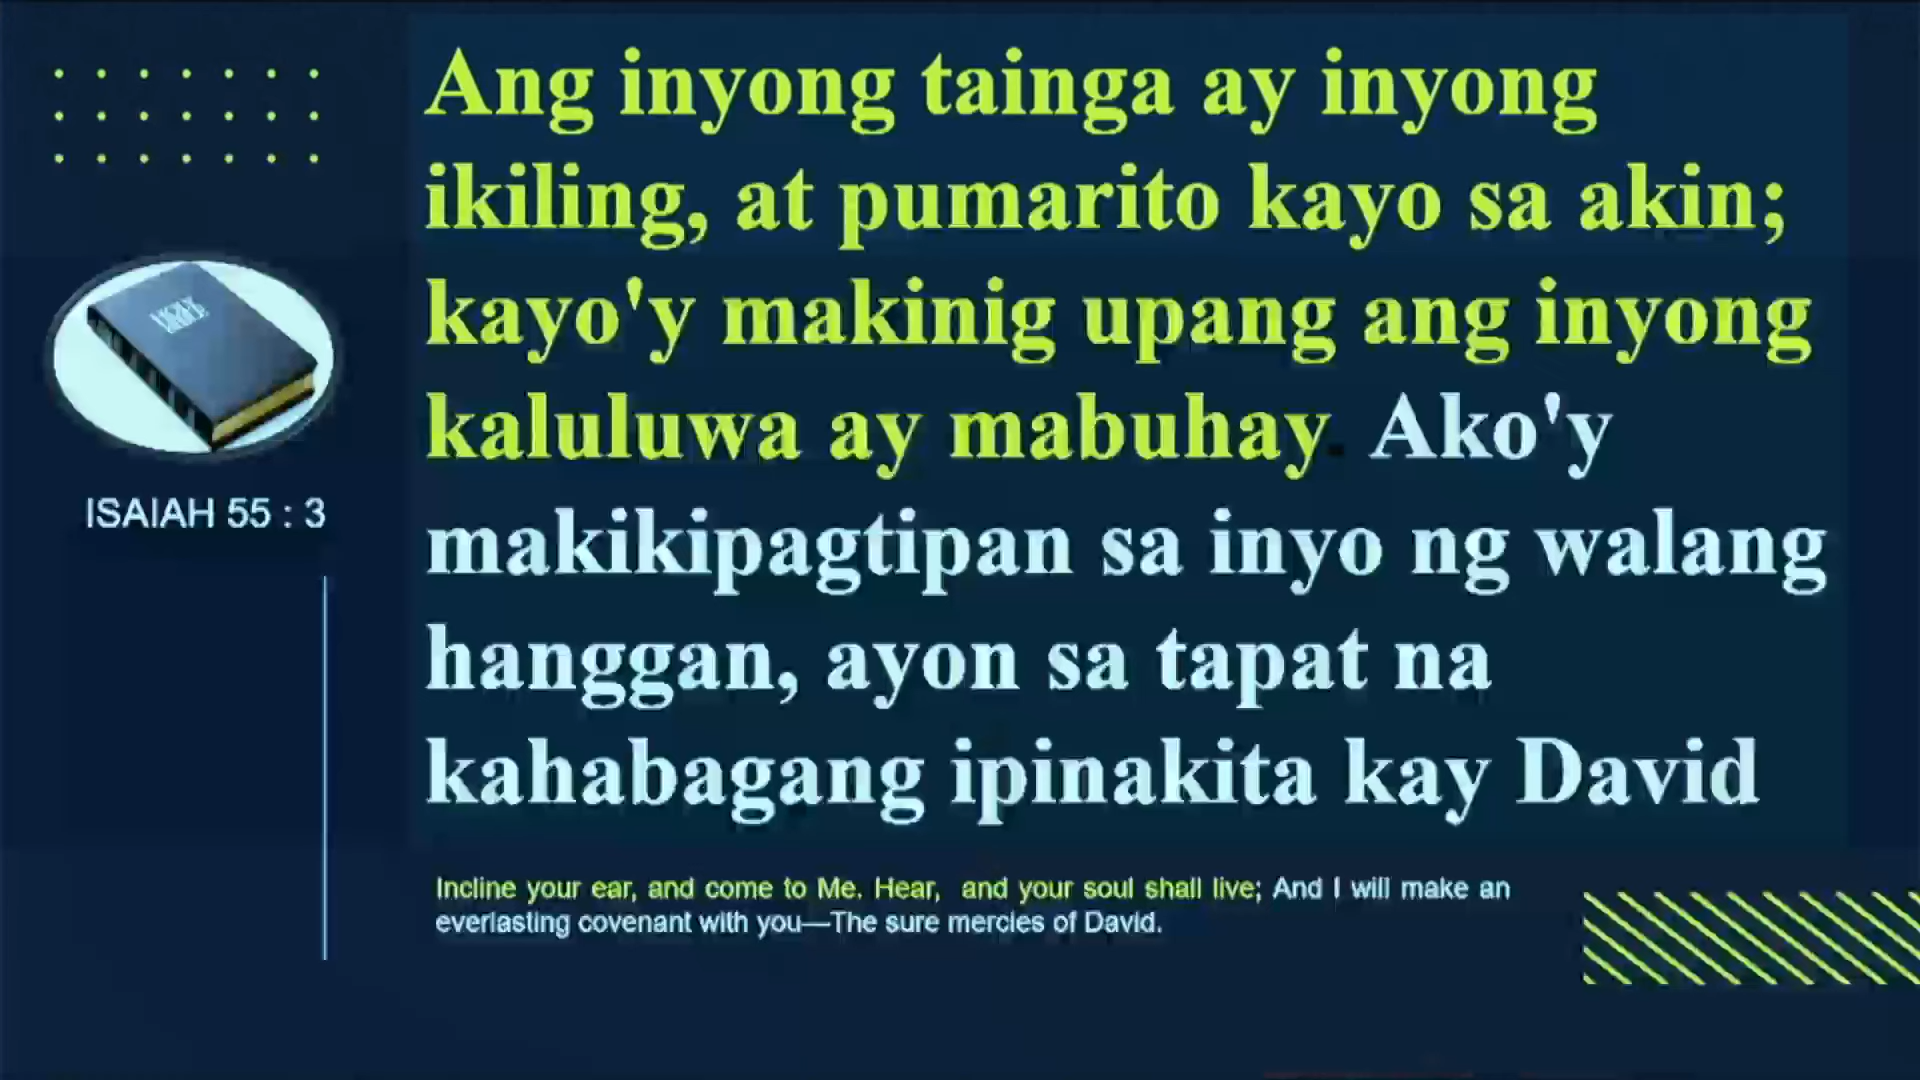 Ang inyong tainga ay inyong
ikiling, at pumarito kayo sa akin;
kayo'y makinig upang ang inyong
kaluluwa ay mabuhay. Ako'y
makikipagtipan sa inyo ng walang
hanggan, ayon sa tapat na
kahabagang ipinakita kay David
ISAIAH 55 : 3
Incline your ear, and come to Me. Hear, and your soul shall live; And I will make an
everlasting covenant with you—The sure mercies of David.